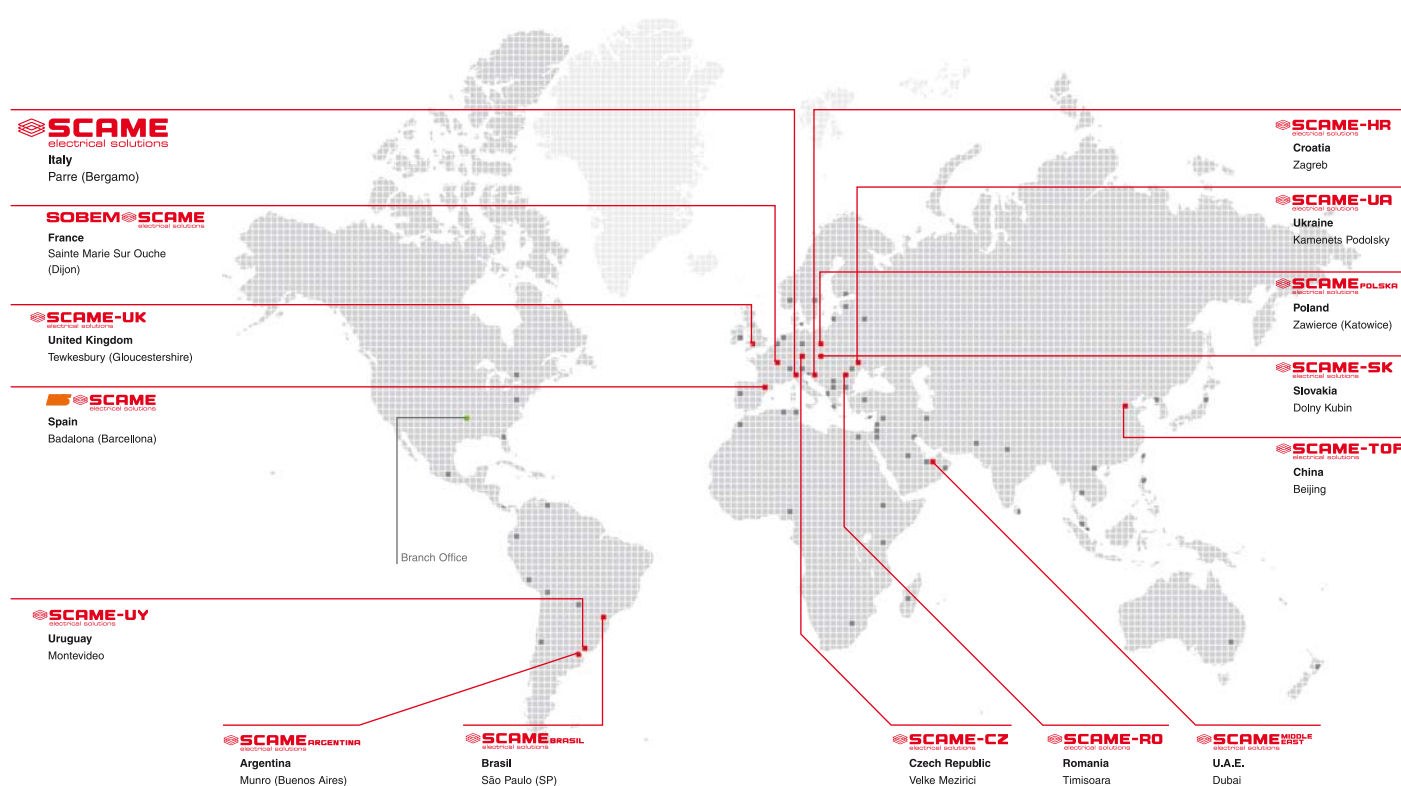 SCAME
electrical solutions
Italy
Parre (Bergamo)
SOBEM SCAME
electrical solutions
France
Sainte Marie Sur Ouche
(Dijon)
SCAME-UK
electrical solutions
United Kingdom
Tewkesbury (Gloucestershire)
SCAME
electrical solutions
Spain
Badalona (Barcellona)
Branch Office
SCAME-UY
electrical solutions
Uruguay
Montevideo
SCAME ARGENTINA
electrical solutions
Argentina
Munro (Buenos Aires)
SCAME BRASIL
electrical solutions
Brasil
São Paulo (SP)
SCAME-CZ
electrical solutions
Czech Republic
Velke Mezirici
SCAME-RO
electrical solutions
Romania
Timisoara
SCAME MIDDLE EAST
electrical solutions
U.A.E.
Dubai
SCAME-HR
electrical solutions
Croatia
Zagreb
SCAME-UA
electrical solutions
Ukraine
Kamenets Podolsky
SCAME POLSKA
electrical solutions
Poland
Zawierce (Katowice)
SCAME-SK
electrical solutions
Slovakia
Dolny Kubin
SCAME-TOP
electrical solutions
China
Beijing